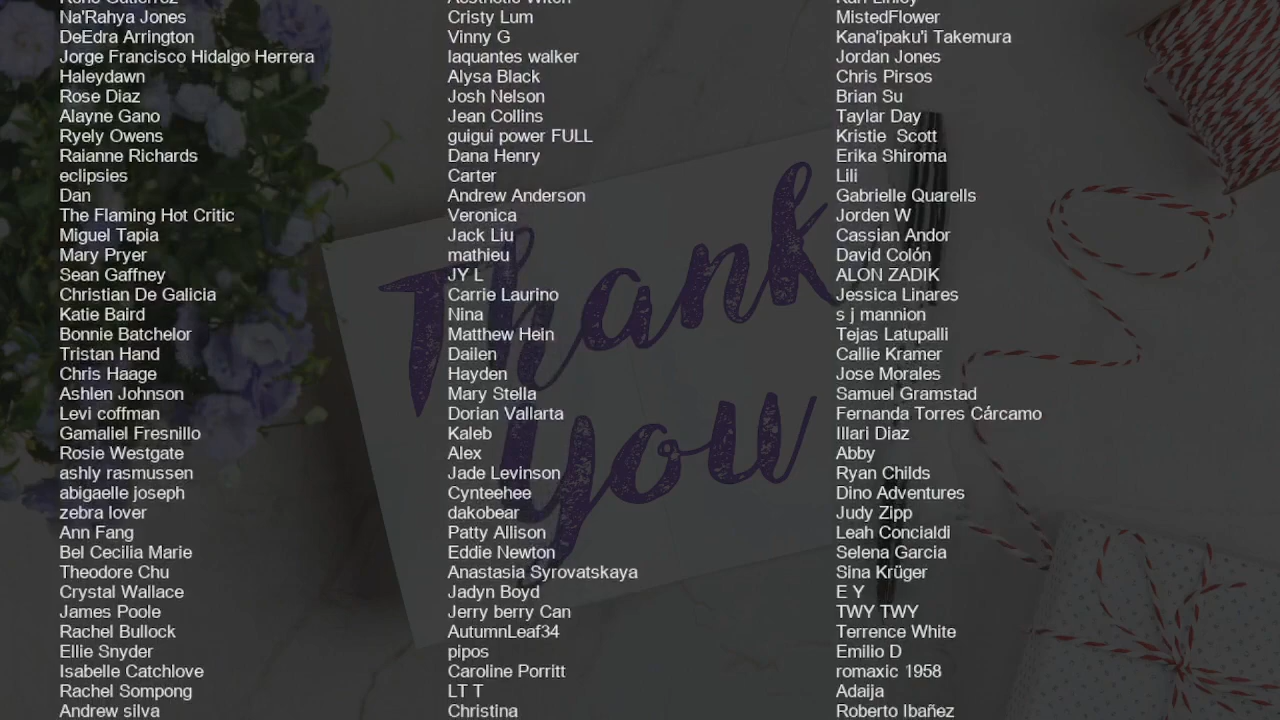 Na'Rahya Jones
DeEdra Arrington
Jorge Francisco Hidalgo Herrera
Haleydawn
Rose Diaz
Alayne Gano
Ryely Owens
Raianne Richards
eclipsies
Dan
The Flaming Hot Critic
Miguel Tapia
Mary Pryer
Sean Gaffney
Christian De Galicia
Katie Baird
Bonnie Batchelor
Tristan Hand
Chris Haage
Ashlen Johnson
Levi coffman
Gamaliel Fresnillo
Rosie Westgate
ashly rasmussen
abigaelle joseph
zebra lover
Ann Fang
Bel Cecilia Marie
Theodore Chu
Crystal Wallace
James Poole
Rachel Bullock
Ellie Snyder
Isabelle Catchlove
Rachel Sompong
Andrew silva
Cristy Lum
Vinny G
laquantes walker
Alysa Black
Josh Nelson
Jean Collins
guigui power FULL
Dana Henry
Carter
Andrew Anderson
Veronica
Jack Liu
mathieu
JY L
Carrie Laurino
Nina
Matthew Hein
Dailen
Hayden
Mary Stella
Dorian Vallarta
Kaleb
Alex
Jade Levinson
Cynteehee
dakobear
Patty Allison
Eddie Newton
Anastasia Syrovatskaya
Jadyn Boyd
Jerry berry Can
AutumnLeaf34
pipos
Caroline Porritt
LT T
Christina
MistedFlower
Kana'ipaku'i Takemura
Jordan Jones
Chris Pirsos
Brian Su
Taylar Day
Kristie  Scott
Erika Shiroma
Lili
Gabrielle Quarells
Jorden W
Cassian Andor
David Colón
ALON ZADIK
Jessica Linares
s j mannion
Tejas Latupalli
Callie Kramer
Jose Morales
Samuel Gramstad
Fernanda Torres Cárcamo
Illari Diaz
Abby
Ryan Childs
Dino Adventures
Judy Zipp
Leah Concialdi
Selena Garcia
Sina Krüger
E Y
TWY TWY
Terrence White
Emilio D
romaxic 1958
Adaija
Roberto Ibañez
Thank
you